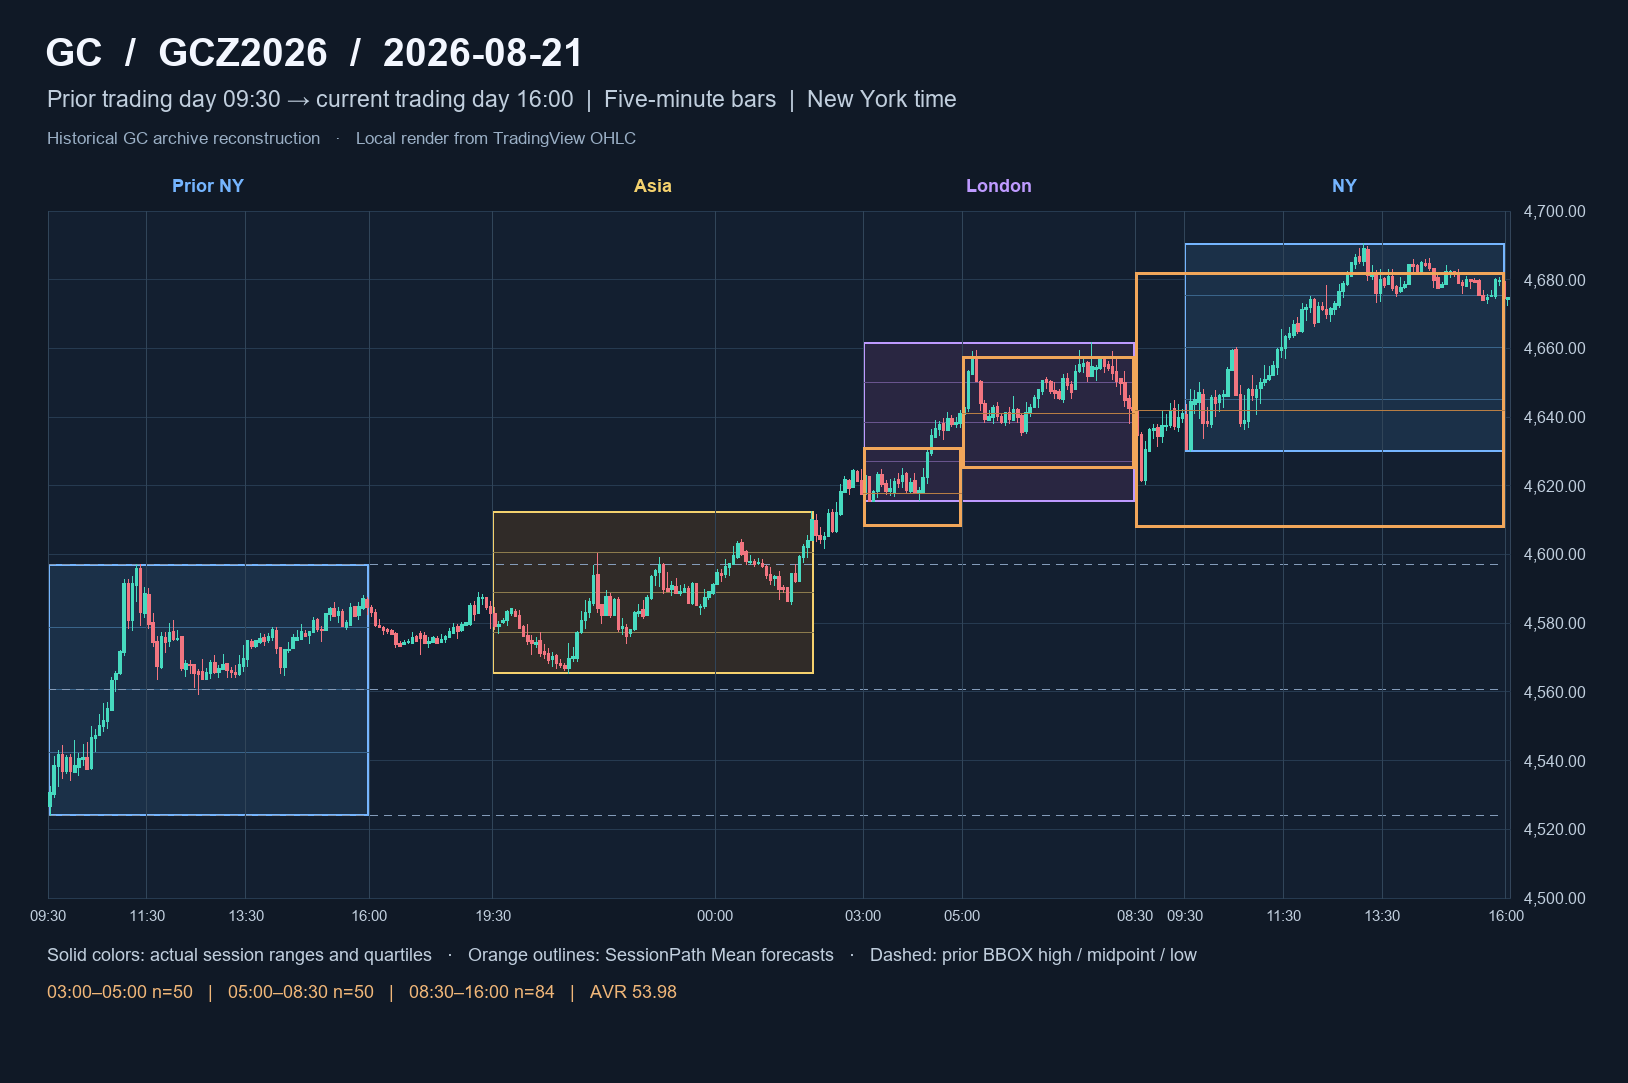 GC / GCZ2026 / 2026-08-21
Prior trading day 09:30 → current trading day 16:00 | Five-minute bars | New York time
Historical GC archive reconstruction · Local render from TradingView OHLC
Prior NY Asia London NY
4,700.00
4,680.00
4,660.00
4,640.00
4,620.00
4,600.00
4,580.00
4,560.00
4,540.00
4,520.00
4,500.00
09:30 11:30 13:30 16:00 19:30 00:00 03:00 05:00 08:30 09:30 11:30 13:30 16:00
Solid colors: actual session ranges and quartiles · Orange outlines: SessionPath Mean forecasts · Dashed: prior BBOX high / midpoint / low
03:00–05:00 n=50 | 05:00–08:30 n=50 | 08:30–16:00 n=84 | AVR 53.98